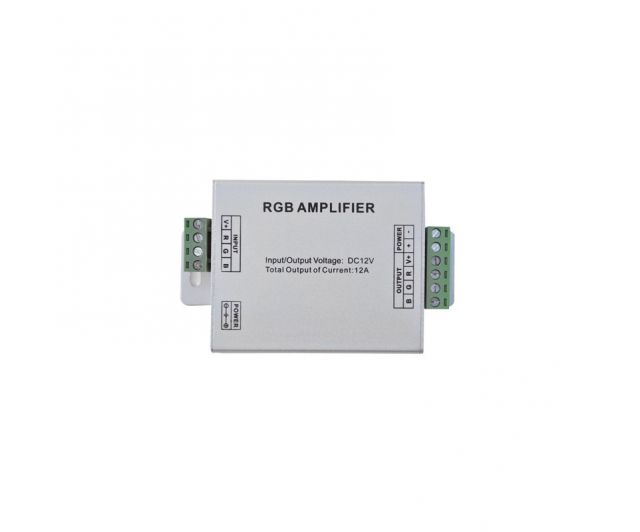 RGB AMPLIFIER
Input/Output Voltage: DC12V
Total Output of Current:12A
INPUT
V+ R G B
POWER
POWER
- +
OUTPUT
V+ R G B